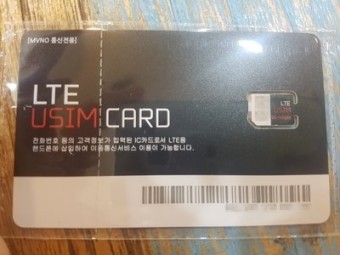 [MVNO 통신전용]
LTE
USIM CARD
LTE
USIM
전화번호 등의 고객정보가 입력된 IC카드로서 LTE용
핸드폰에 삽입하여 이동통신서비스 이용이 가능합니다.